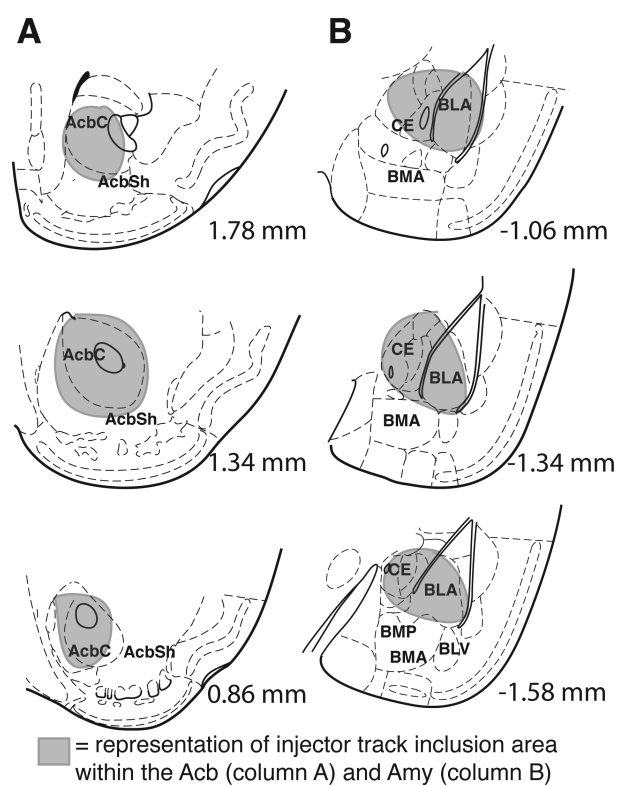 A
AcbC
AcbSh
1.78 mm
AcbC
AcbSh
1.34 mm
AcbC
AcbSh
0.86 mm
B
BLA
CE
BMA
-1.06 mm
CE
BLA
BMA
-1.34 mm
CE
BLA
BMP
BMA
BLV
-1.58 mm
= representation of injector track inclusion area
within the Acb (column A) and Amy (column B)